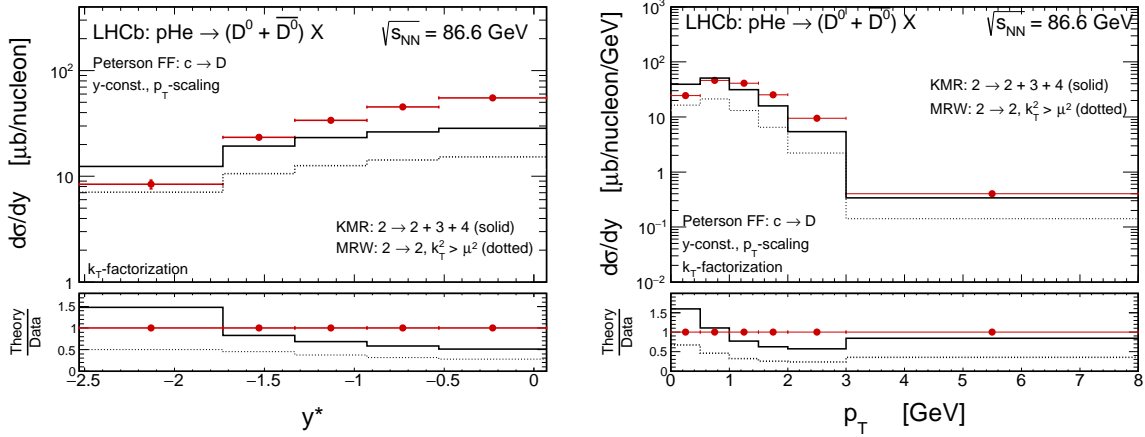 LHCb: pHe → (D⁰ + D̅⁰) X √s_NN = 86.6 GeV
Peterson FF: c → D
y-const., p_T-scaling
KMR: 2 → 2 + 3 + 4 (solid)
MRW: 2 → 2, k_T² > μ² (dotted)
k_T-factorization
dσ/dy [μb/nucleon]
10²
10
1
Theory
Data
1.5
1
0.5
0
−2.5 −2 −1.5 −1 −0.5 0
y*
LHCb: pHe → (D⁰ + D̅⁰) X √s_NN = 86.6 GeV
KMR: 2 → 2 + 3 + 4 (solid)
MRW: 2 → 2, k_T² > μ² (dotted)
Peterson FF: c → D
y-const., p_T-scaling
k_T-factorization
dσ/dy [μb/nucleon/GeV]
10³
10²
10
1
10⁻¹
10⁻²
Theory
Data
1.5
1
0.5
0
0 1 2 3 4 5 6 7 8
p_T [GeV]